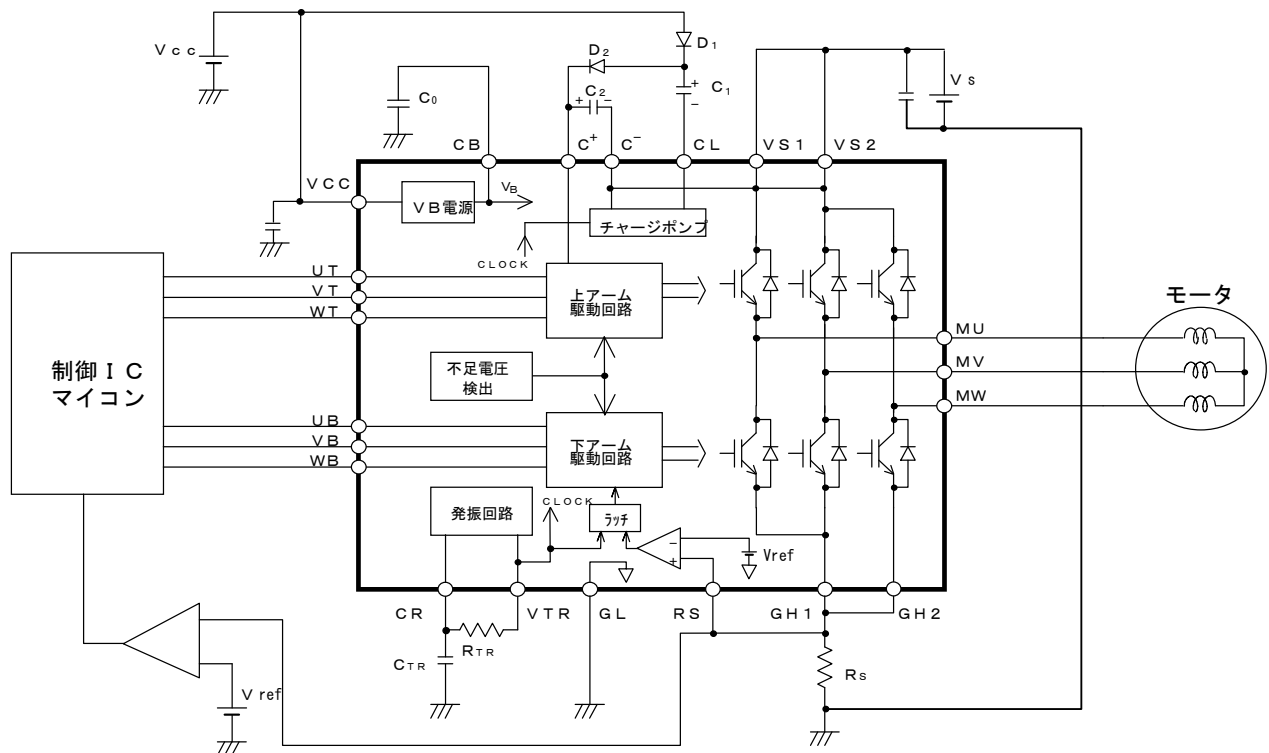 Vcc
D₁
D₂
C₂
+
−
+
−
C₁
VS
C₀
CB
C⁺
C⁻
CL
VS1
VS2
VCC
VB電源
VB
チャージポンプ
CLOCK
UT
VT
WT
上アーム
駆動回路
モータ
MU
MV
MW
制御IC
マイコン
不足電圧
検出
UB
VB
WB
下アーム
駆動回路
発振回路
CLOCK
ラッチ
−
+
Vref
CR
VTR
GL
RS
GH1
GH2
RTR
CTR
RS
Vref